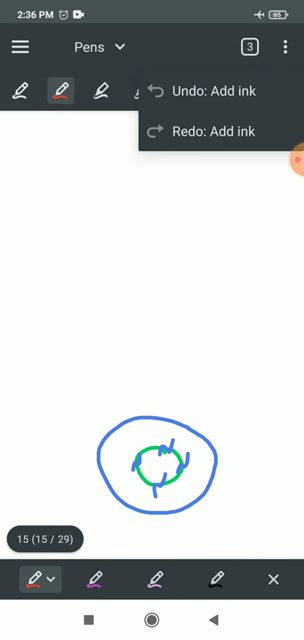 2:36 PM 65
Pens 3
Undo: Add ink
Redo: Add ink
15 (15 / 29)